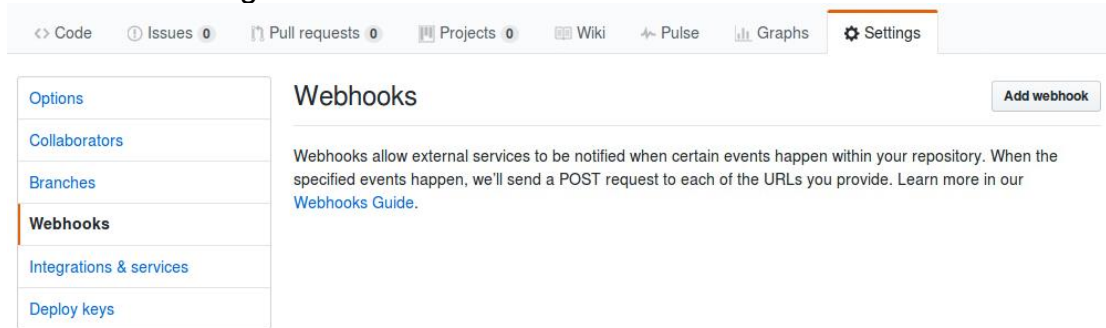 <> Code Issues 0 Pull requests 0 Projects 0 Wiki Pulse Graphs Settings
Options
Collaborators
Branches
Webhooks
Integrations & services
Deploy keys
Webhooks
Add webhook
Webhooks allow external services to be notified when certain events happen within your repository. When the
specified events happen, we’ll send a POST request to each of the URLs you provide. Learn more in our
Webhooks Guide.